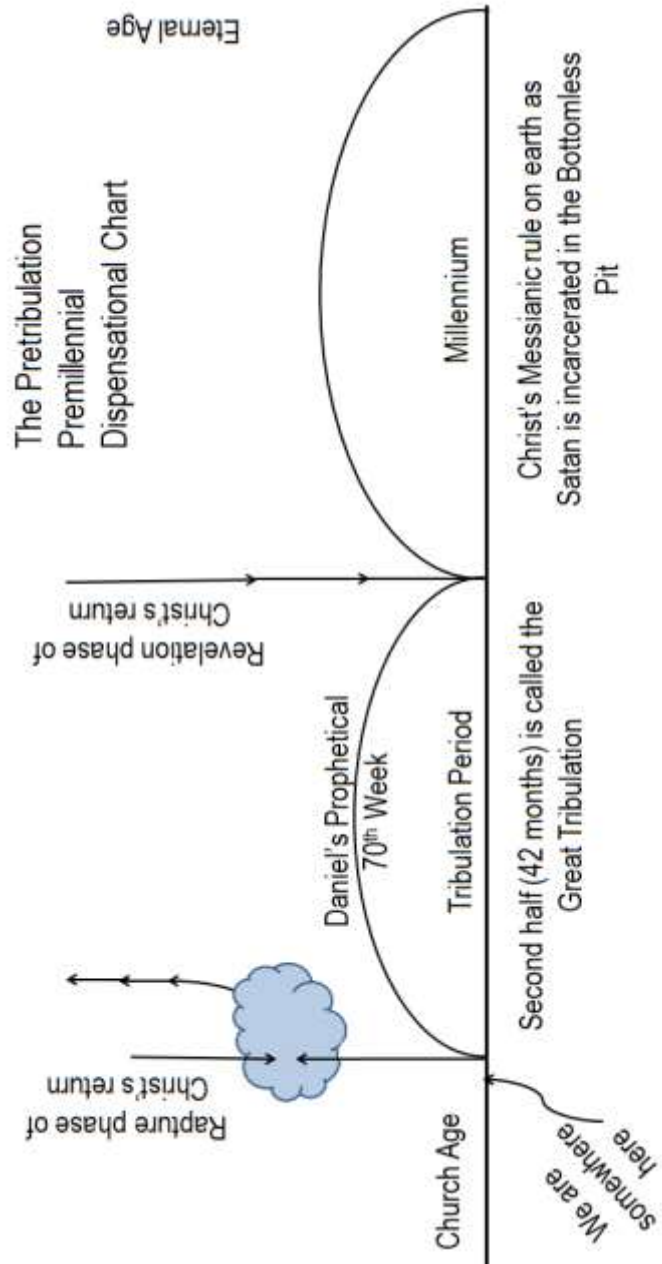 The Pretribulation
Premillennial
Dispensational Chart
Eternal Age
Rapture phase of
Christ's return
Revelation phase of
Christ's return
Daniel's Prophetical
70th Week
Church Age
Tribulation Period
Millennium
We are
somewhere
here
Second half (42 months) is called the
Great Tribulation
Christ's Messianic rule on earth as
Satan is incarcerated in the Bottomless
Pit